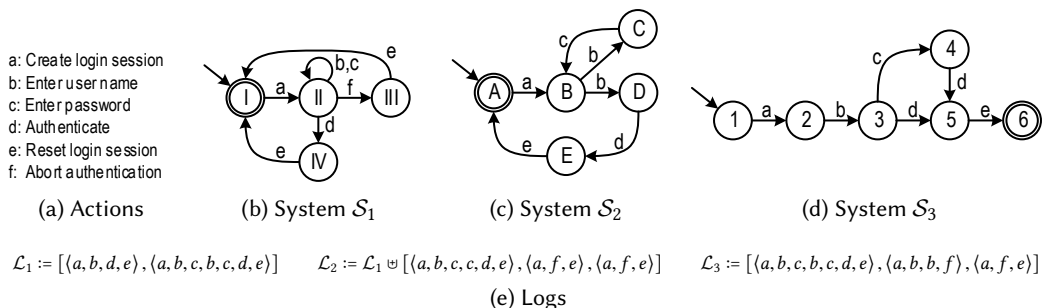 a: Create login session
b: Enter user name
c: Enter password
d: Authenticate
e: Reset login session
f: Abort authentication
(a) Actions
I
a
II
b,c
f
III
e
d
IV
e
(b) System 𝒮₁
A
a
B
b
C
c
b
D
d
E
e
(c) System 𝒮₂
1
a
2
b
3
c
4
d
d
5
e
6
(d) System 𝒮₃
ℒ₁ := [⟨a, b, d, e⟩ , ⟨a, b, c, b, c, d, e⟩]
ℒ₂ := ℒ₁ ⊎ [⟨a, b, c, c, d, e⟩ , ⟨a, f, e⟩ , ⟨a, f, e⟩]
ℒ₃ := [⟨a, b, c, b, c, d, e⟩ , ⟨a, b, b, f⟩ , ⟨a, f, e⟩]
(e) Logs